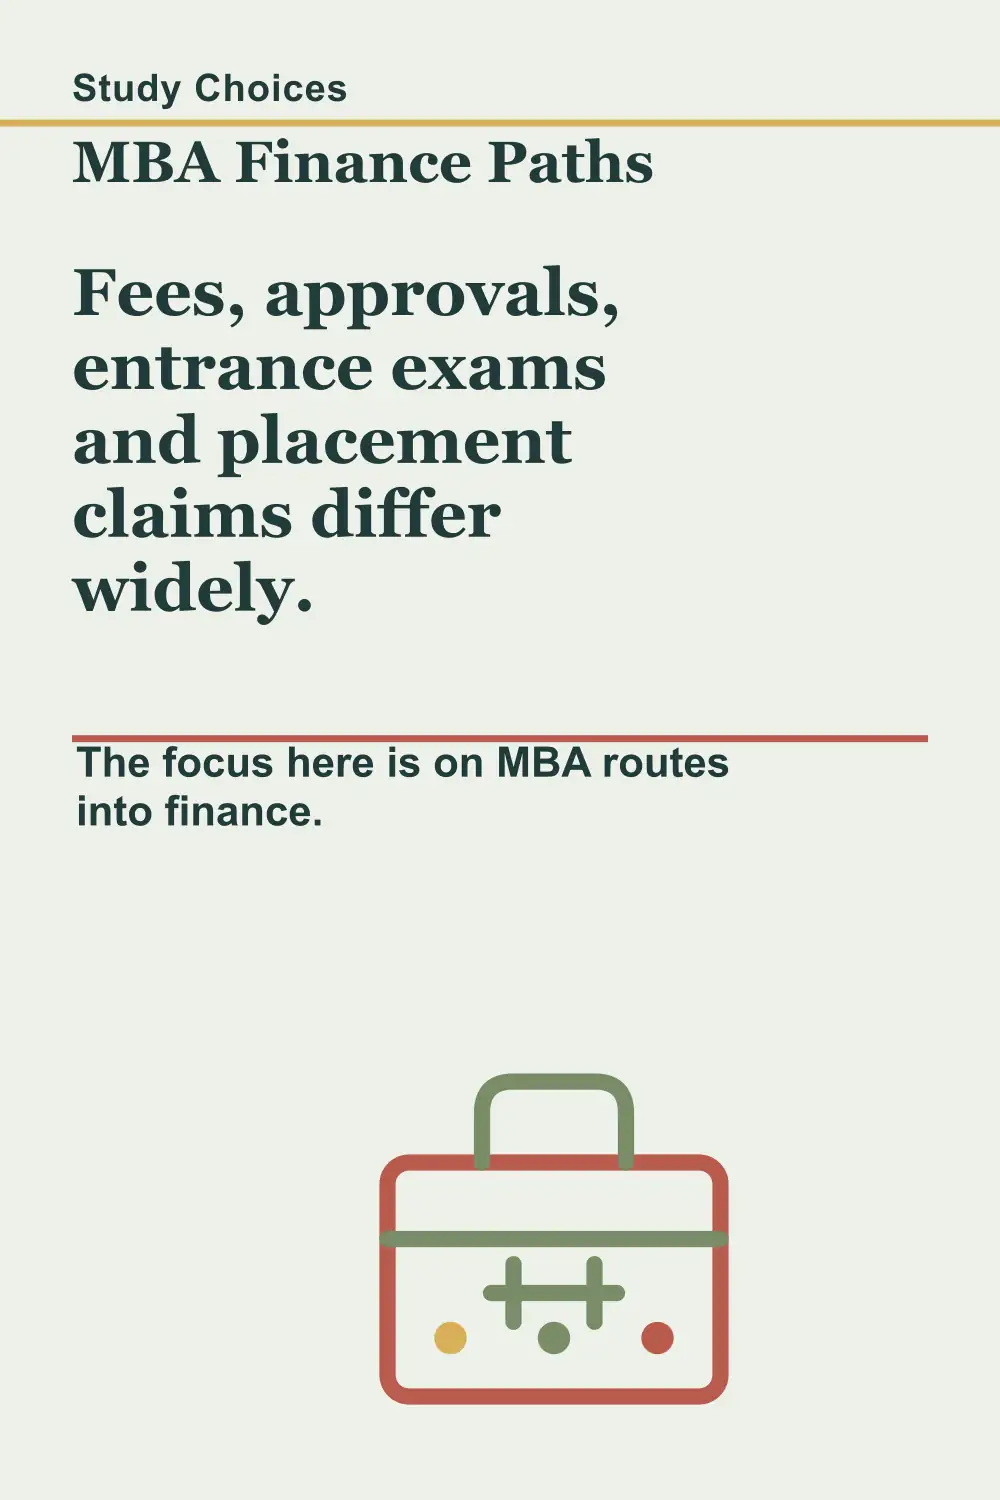 Study Choices
MBA Finance Paths
Fees, approvals,
entrance exams
and placement
claims differ
widely.
The focus here is on MBA routes
into finance.